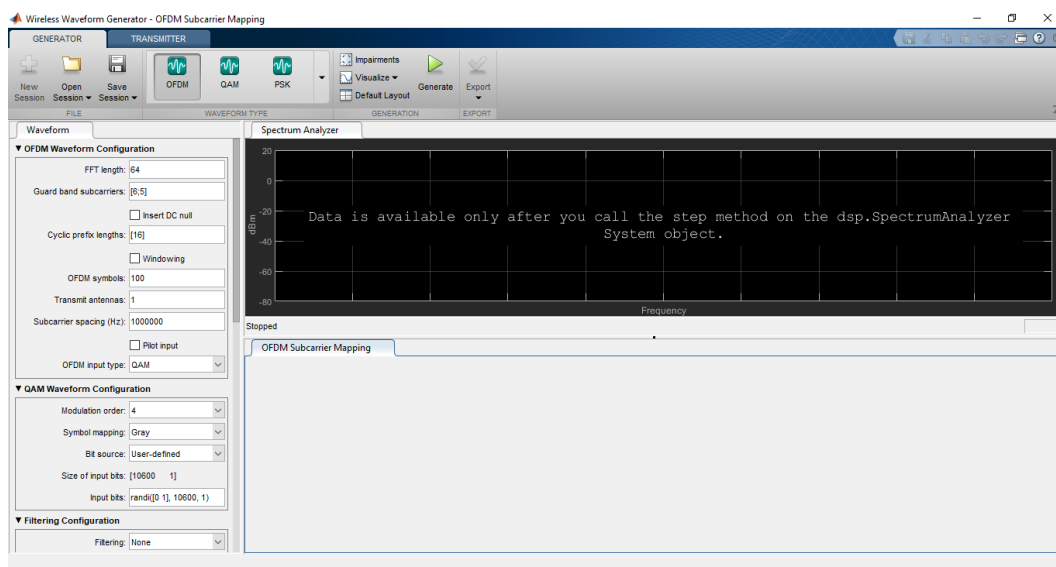 Wireless Waveform Generator - OFDM Subcarrier Mapping
GENERATOR TRANSMITTER
New Session
Open Session
Save Session
FILE
OFDM
QAM
PSK
WAVEFORM TYPE
Impairments
Visualize
Default Layout
Generate
GENERATION
Export
EXPORT
Waveform
OFDM Waveform Configuration
FFT length: 64
Guard band subcarriers: [6;5]
Insert DC null
Cyclic prefix lengths: [16]
Windowing
OFDM symbols: 100
Transmit antennas: 1
Subcarrier spacing (Hz): 1000000
Pilot input
OFDM input type: QAM
QAM Waveform Configuration
Modulation order: 4
Symbol mapping: Gray
Bit source: User-defined
Size of input bits: [10600 1]
Input bits: randi([0 1], 10600, 1)
Filtering Configuration
Filtering: None
Spectrum Analyzer
20
0
-20
-40
-60
-80
dBm
Data is available only after you call the step method on the dsp.SpectrumAnalyzer
System object.
Frequency
Stopped
OFDM Subcarrier Mapping